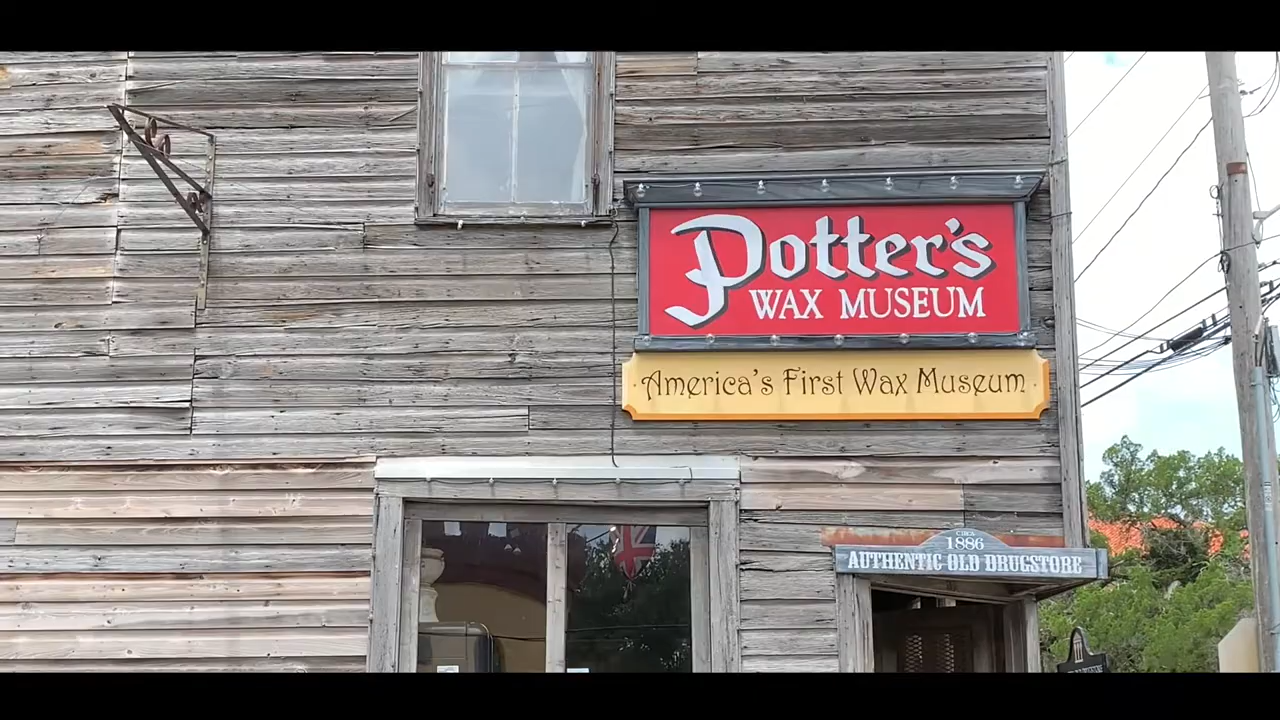 Potter's
WAX MUSEUM
America's First Wax Museum
CIRCA
1886
AUTHENTIC OLD DRUGSTORE